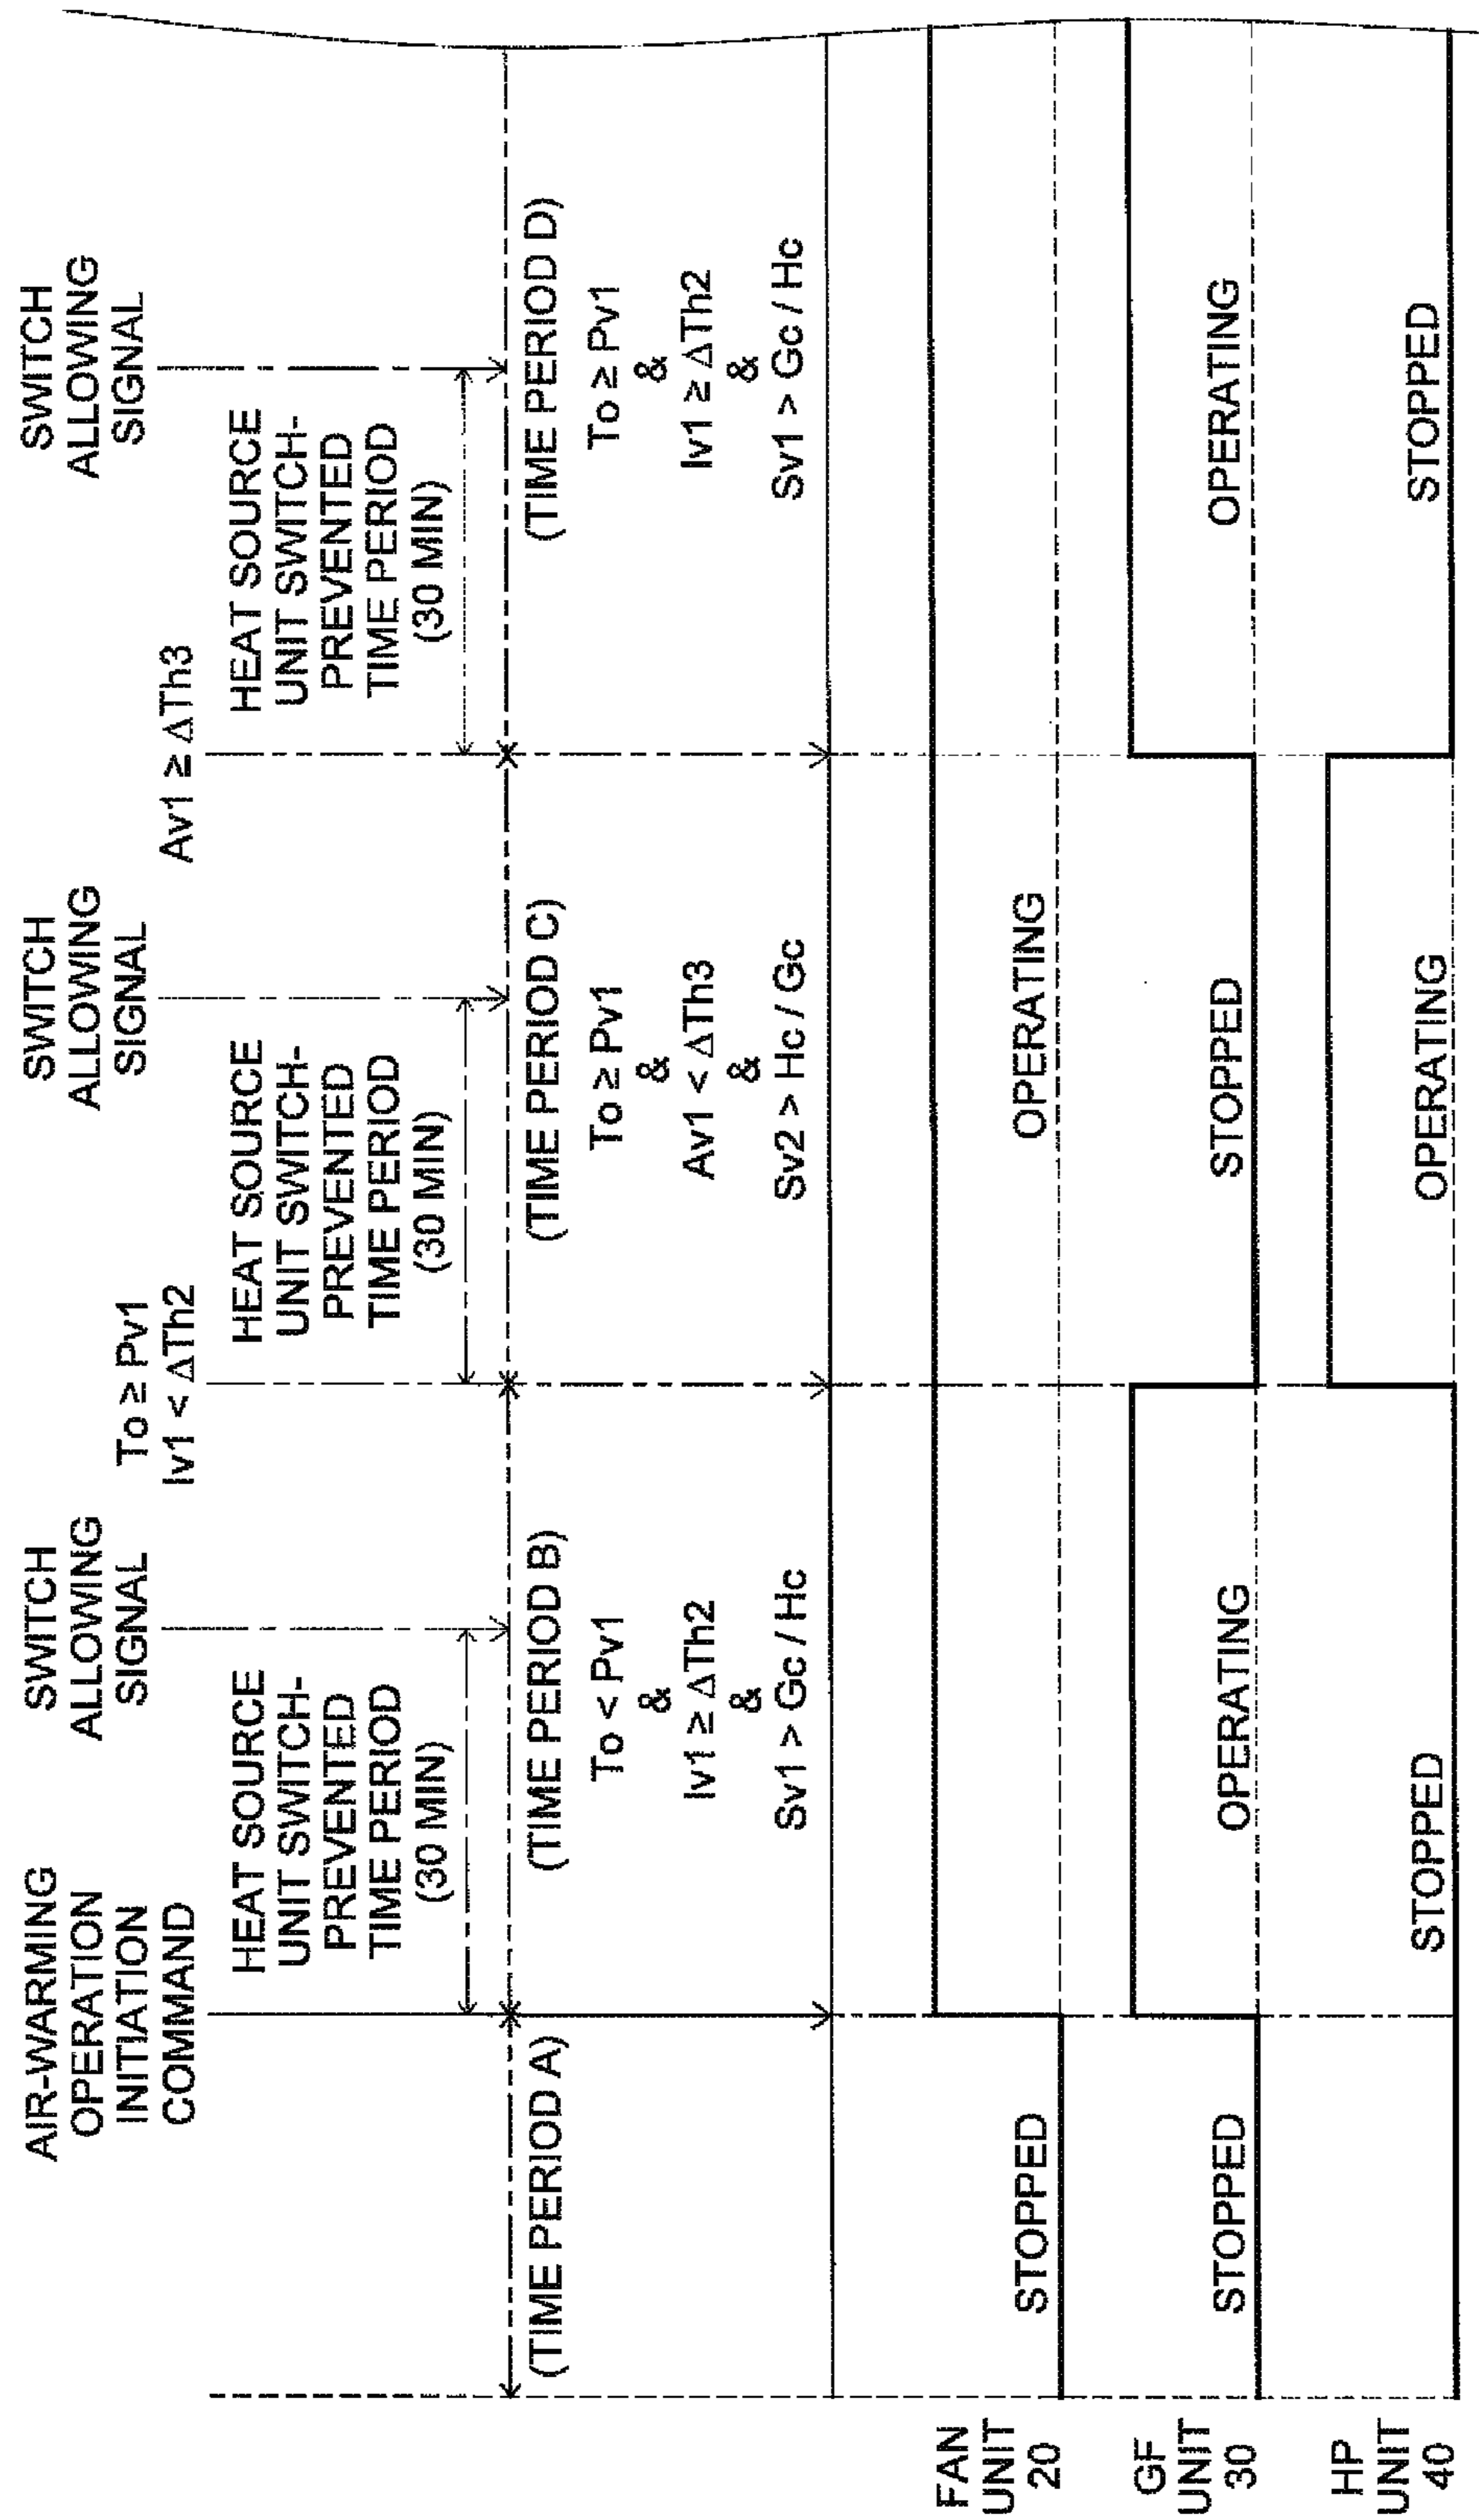 AIR-WARMING
OPERATION
INITIATION
COMMAND
SWITCH
ALLOWING
SIGNAL
To ≥ Pv1
Iv1 < ΔTh2
SWITCH
ALLOWING
SIGNAL
Av1 ≥ ΔTh3
SWITCH
ALLOWING
SIGNAL
HEAT SOURCE
UNIT SWITCH-
PREVENTED
TIME PERIOD
(30 MIN)
HEAT SOURCE
UNIT SWITCH-
PREVENTED
TIME PERIOD
(30 MIN)
HEAT SOURCE
UNIT SWITCH-
PREVENTED
TIME PERIOD
(30 MIN)
(TIME PERIOD A)
(TIME PERIOD B)
To < Pv1
&
Iv1 ≥ ΔTh2
&
Sv1 > Gc / Hc
(TIME PERIOD C)
To ≥ Pv1
&
Av1 < ΔTh3
&
Sv2 > Hc / Gc
(TIME PERIOD D)
To ≥ Pv1
&
Iv1 ≥ ΔTh2
&
Sv1 > Gc / Hc
FAN
UNIT
20
STOPPED
OPERATING
GF
UNIT
30
STOPPED
OPERATING
STOPPED
OPERATING
HP
UNIT
40
STOPPED
OPERATING
STOPPED